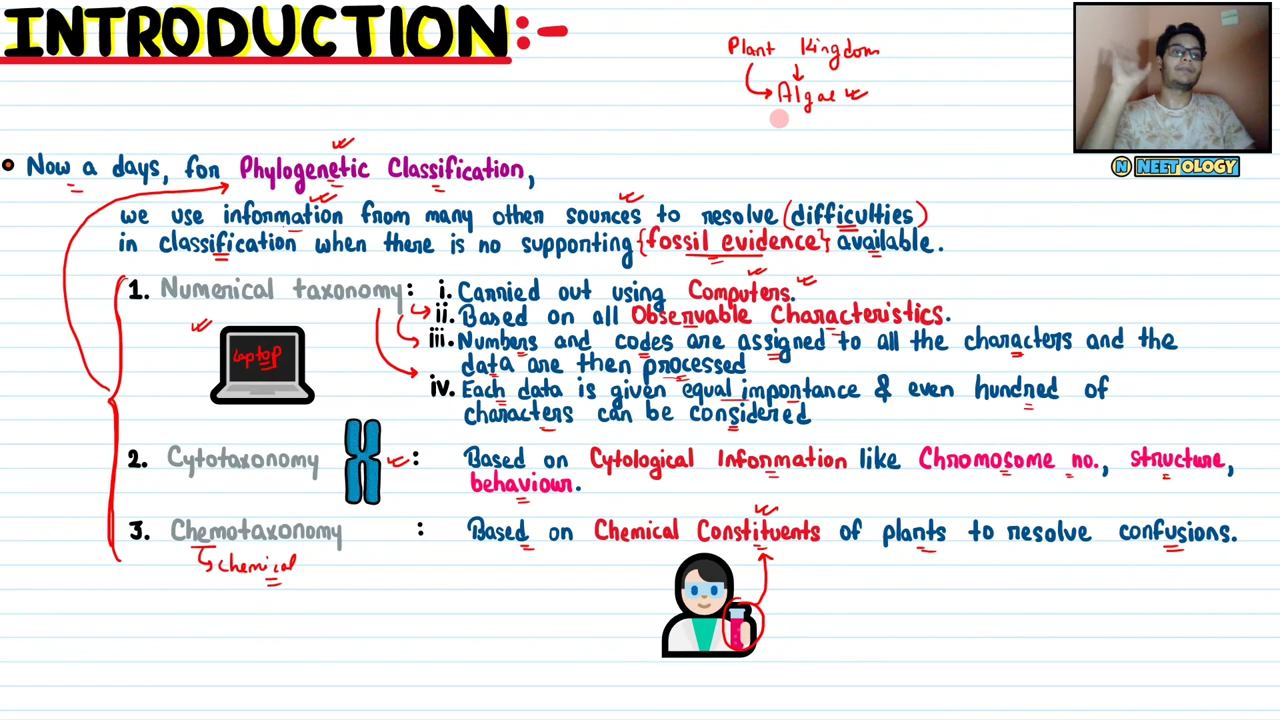 INTRODUCTION:-
Plant Kingdom
Algae
N NEETOLOGY
Now a days, for Phylogenetic Classification,
we use information from many other sources to resolve (difficulties)
in classification when there is no supporting {fossil evidence} available.
1. Numerical taxonomy: i. Carried out using Computers.
ii. Based on all Observable Characteristics.
iii. Numbers and codes are assigned to all the characters and the
data are then processed
laptop
iv. Each data is given equal importance & even hundred of
characters can be considered
2. Cytotaxonomy : Based on Cytological Information like Chromosome no., structure,
behaviour.
3. Chemotaxonomy : Based on Chemical Constituents of plants to resolve confusions.
chemical